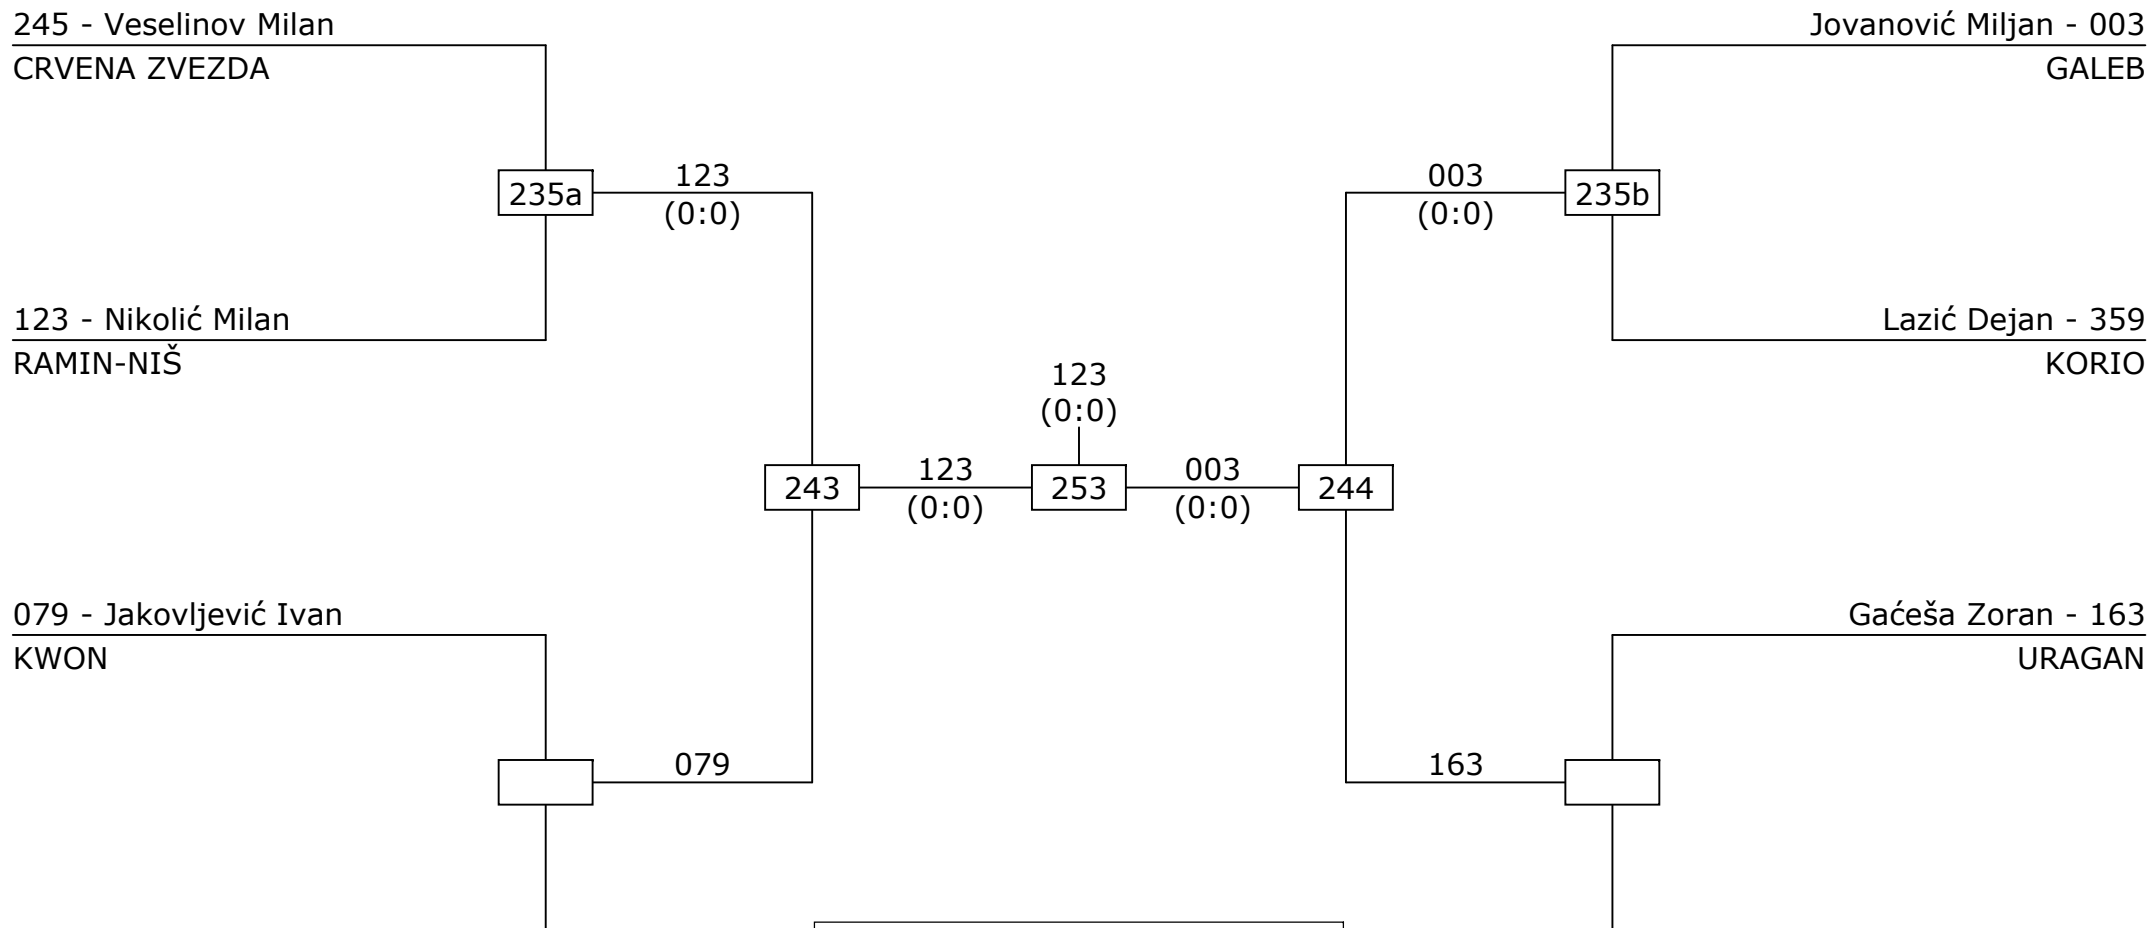 245 - Veselinov Milan
CRVENA ZVEZDA
Jovanović Miljan - 003
GALEB
235a
123
(0:0)
003
(0:0)
235b
123 - Nikolić Milan
RAMIN-NIŠ
Lazić Dejan - 359
KORIO
123
(0:0)
243
123
(0:0)
253
003
(0:0)
244
079 - Jakovljević Ivan
KWON
Gaćeša Zoran - 163
URAGAN
079
163